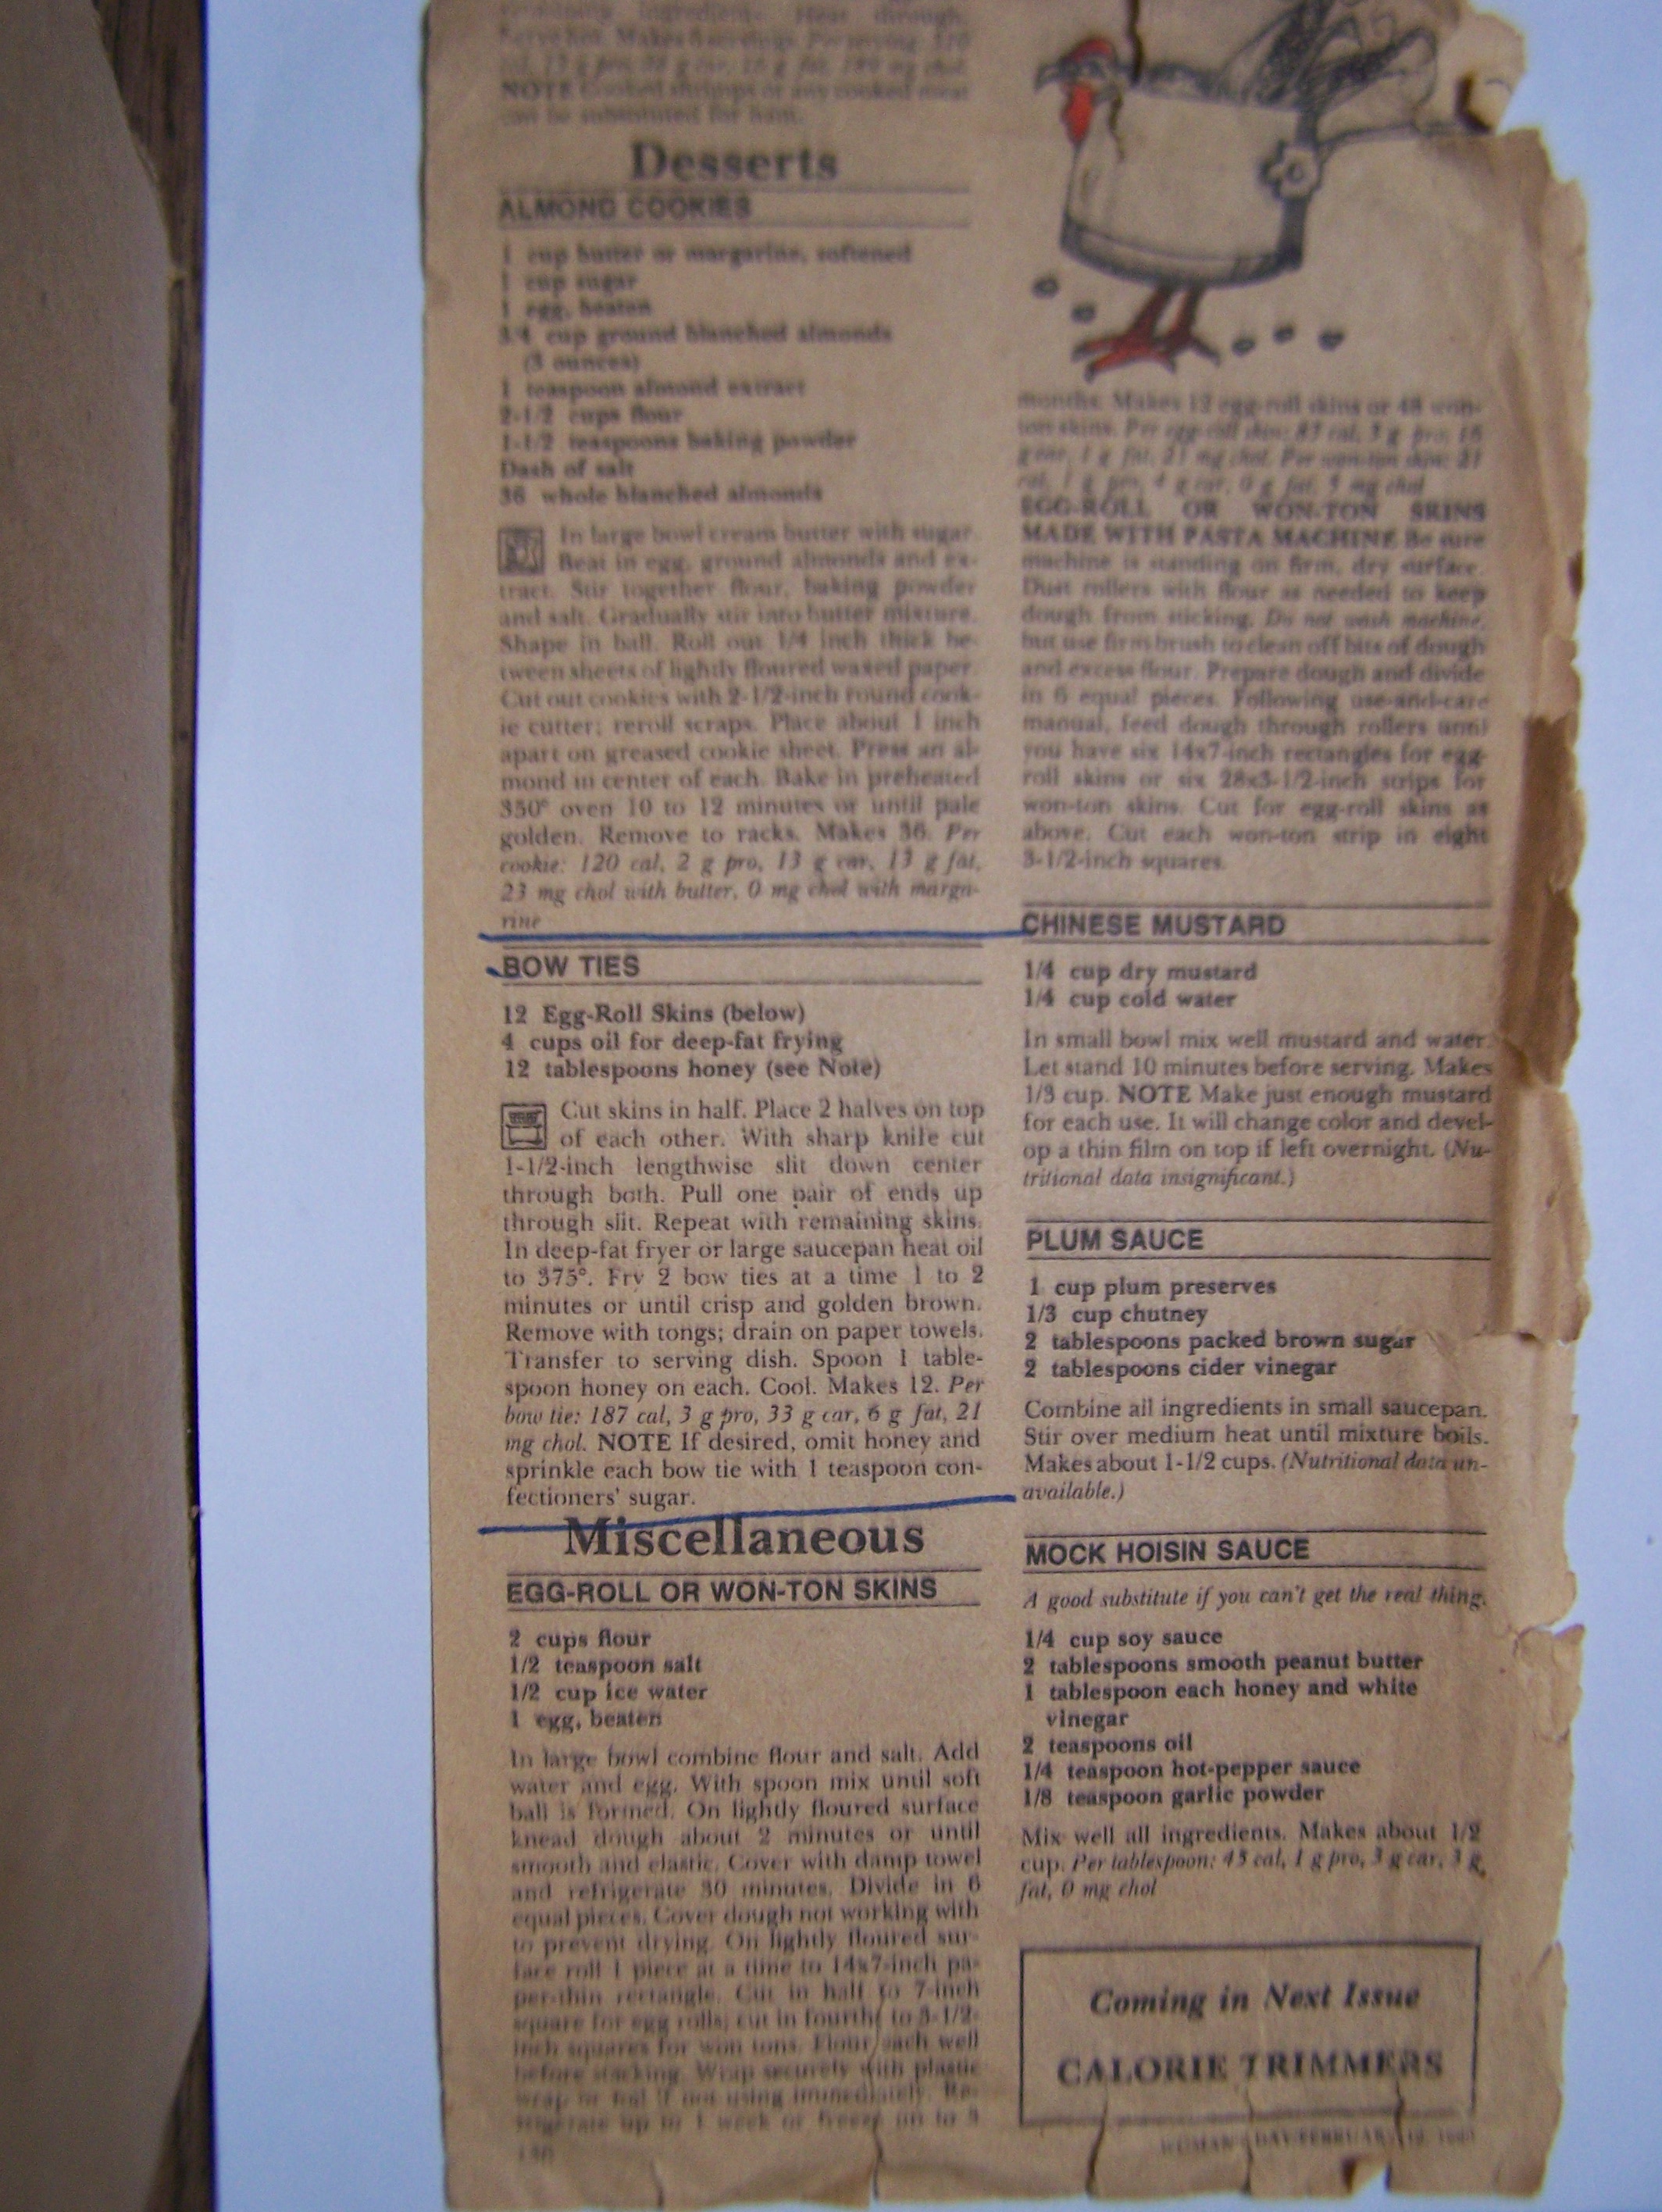 Serve hot. Makes 8 servings. Per serving:
NOTE Cooked shrimps or any cooked meat
can be substituted for ham.
Desserts
ALMOND COOKIES
1 cup butter or margarine, softened
1 cup sugar
1 egg, beaten
3/4 cup ground blanched almonds
(3 ounces)
1 teaspoon almond extract
2-1/2 cups flour
1-1/2 teaspoons baking powder
Dash of salt
36 whole blanched almonds
In large bowl cream butter with sugar.
Beat in egg, ground almonds and ex-
tract. Stir together flour, baking powder
and salt. Gradually stir into butter mixture.
Shape in ball. Roll out 1/4 inch thick be-
tween sheets of lightly floured waxed paper.
Cut out cookies with 2-1/2-inch round cook-
ie cutter; reroll scraps. Place about 1 inch
apart on greased cookie sheet. Press an al-
mond in center of each. Bake in preheated
350° oven 10 to 12 minutes or until pale
golden. Remove to racks. Makes 36. Per
cookie: 120 cal, 2 g pro, 13 g car, 13 g fat,
23 mg chol with butter, 0 mg chol with marga-
rine
BOW TIES
12 Egg-Roll Skins (below)
4 cups oil for deep-fat frying
12 tablespoons honey (see Note)
Cut skins in half. Place 2 halves on top
of each other. With sharp knife cut
1-1/2-inch lengthwise slit down center
through both. Pull one pair of ends up
through slit. Repeat with remaining skins.
In deep-fat fryer or large saucepan heat oil
to 375°. Fry 2 bow ties at a time 1 to 2
minutes or until crisp and golden brown.
Remove with tongs; drain on paper towels.
Transfer to serving dish. Spoon 1 table-
spoon honey on each. Cool. Makes 12. Per
bow tie: 187 cal, 3 g pro, 33 g car, 6 g fat, 21
mg chol. NOTE If desired, omit honey and
sprinkle each bow tie with 1 teaspoon con-
fectioners' sugar.
Miscellaneous
EGG-ROLL OR WON-TON SKINS
2 cups flour
1/2 teaspoon salt
1/2 cup ice water
1 egg, beaten
In large bowl combine flour and salt. Add
water and egg. With spoon mix until soft
ball is formed. On lightly floured surface
knead dough about 2 minutes or until
smooth and elastic. Cover with damp towel
and refrigerate 30 minutes. Divide in 6
equal pieces. Cover dough not working with
to prevent drying. On lightly floured sur-
face roll 1 piece at a time to 14x7-inch pa-
per-thin rectangle. Cut in half to 7-inch
square for egg rolls; cut in fourths to 3-1/2-
inch squares for won tons. Flour each well
before stacking. Wrap securely with plastic
wrap or foil if not using immediately. Re-
frigerate up to 1 week or freeze up to 3
months. Makes 12 egg-roll skins or 48 won-
ton skins. Per egg-roll skin: 87 cal, 3 g pro, 16
g car, 1 g fat, 21 mg chol. Per won-ton skin: 21
cal, 1 g pro, 4 g car, 0 g fat, 5 mg chol
EGG-ROLL OR WON-TON SKINS
MADE WITH PASTA MACHINE Be sure
machine is standing on firm, dry surface.
Dust rollers with flour as needed to keep
dough from sticking. Do not wash machine,
but use firm brush to clean off bits of dough
and excess flour. Prepare dough and divide
in 6 equal pieces. Following use-and-care
manual, feed dough through rollers until
you have six 14x7-inch rectangles for egg-
roll skins or six 28x3-1/2-inch strips for
won-ton skins. Cut for egg-roll skins as
above. Cut each won-ton strip in eight
3-1/2-inch squares.
CHINESE MUSTARD
1/4 cup dry mustard
1/4 cup cold water
In small bowl mix well mustard and water.
Let stand 10 minutes before serving. Makes
1/3 cup. NOTE Make just enough mustard
for each use. It will change color and devel-
op a thin film on top if left overnight. (Nu-
tritional data insignificant.)
PLUM SAUCE
1 cup plum preserves
1/3 cup chutney
2 tablespoons packed brown sugar
2 tablespoons cider vinegar
Combine all ingredients in small saucepan.
Stir over medium heat until mixture boils.
Makes about 1-1/2 cups. (Nutritional data un-
available.)
MOCK HOISIN SAUCE
A good substitute if you can't get the real thing.
1/4 cup soy sauce
2 tablespoons smooth peanut butter
1 tablespoon each honey and white
vinegar
2 teaspoons oil
1/4 teaspoon hot-pepper sauce
1/8 teaspoon garlic powder
Mix well all ingredients. Makes about 1/2
cup. Per tablespoon: 45 cal, 1 g pro, 3 g car, 3 g
fat, 0 mg chol
Coming in Next Issue
CALORIE TRIMMERS
WOMAN'S DAY FEBRUARY